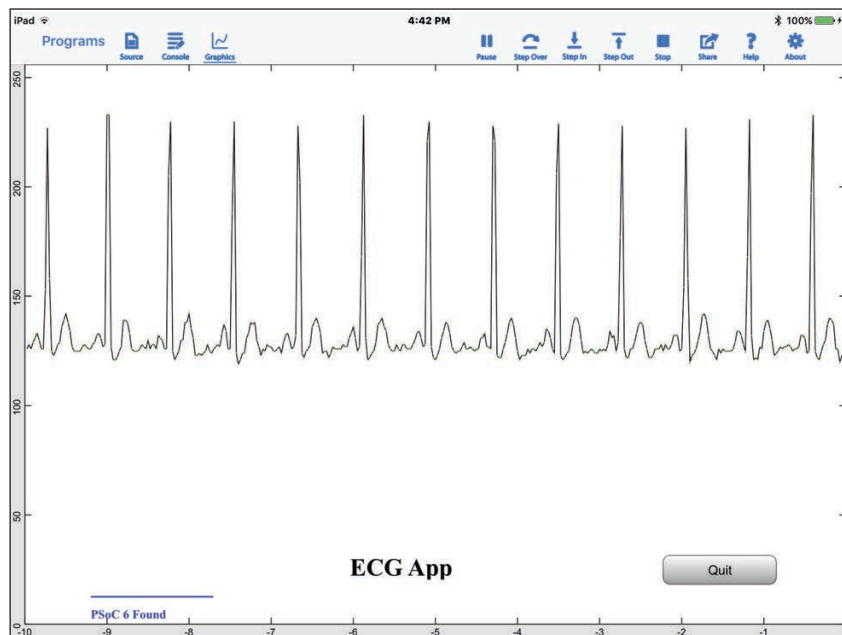 iPad 4:42 PM 100%
Programs Source Console Graphics Pause Step Over Step In Step Out Stop Share Help About
250
200
150
100
50
0
ECG App
Quit
PSoC 6 Found
-10 -9 -8 -7 -6 -5 -4 -3 -2 -1